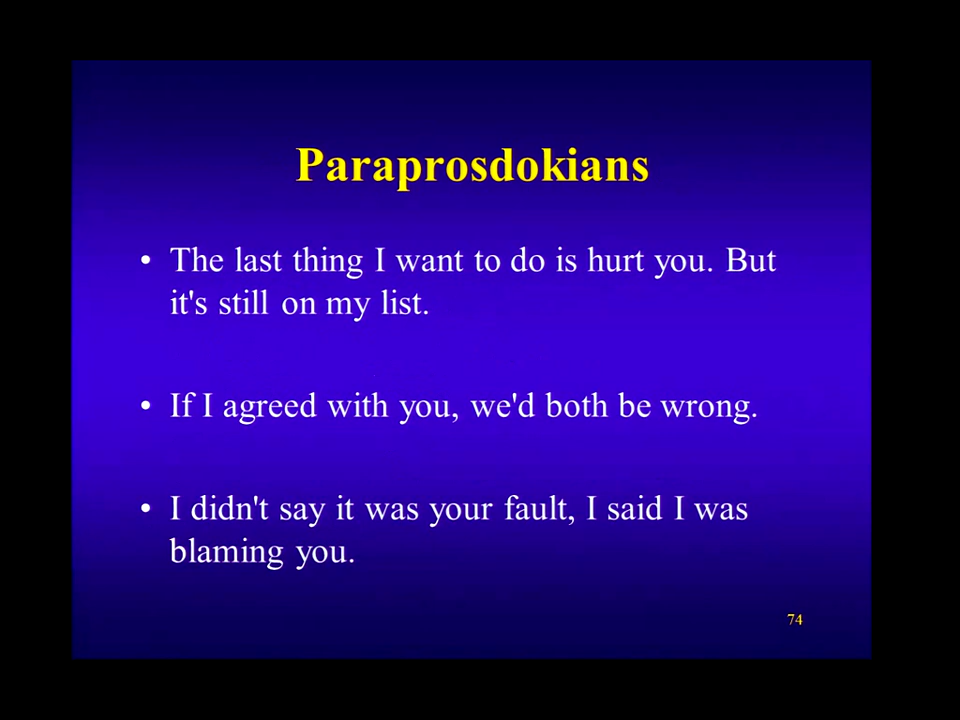 Paraprosdokians
• The last thing I want to do is hurt you. But
it's still on my list.
• If I agreed with you, we'd both be wrong.
• I didn't say it was your fault, I said I was
blaming you.
74